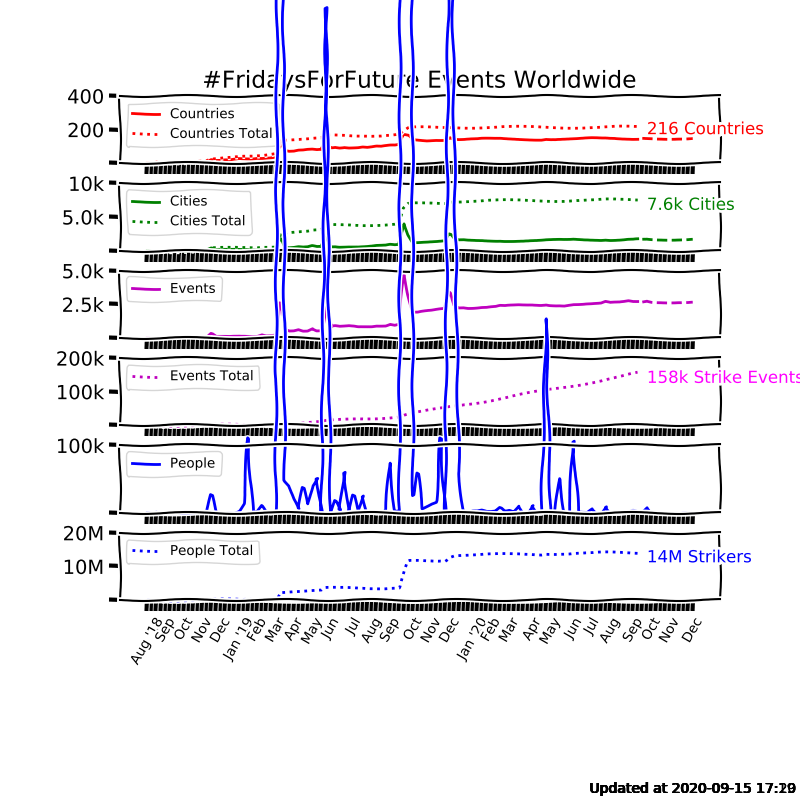 #FridaysForFuture Events Worldwide
400
200
Countries
Countries Total
216 Countries
10k
5.0k
Cities
Cities Total
7.6k Cities
5.0k
2.5k
Events
200k
100k
Events Total
158k Strike Events
100k
People
20M
10M
People Total
14M Strikers
Aug '18 Sep Oct Nov Dec Jan '19 Feb Mar Apr May Jun Jul Aug Sep Oct Nov Dec Jan '20 Feb Mar Apr May Jun Jul Aug Sep Oct Nov Dec
Updated at 2020-09-15